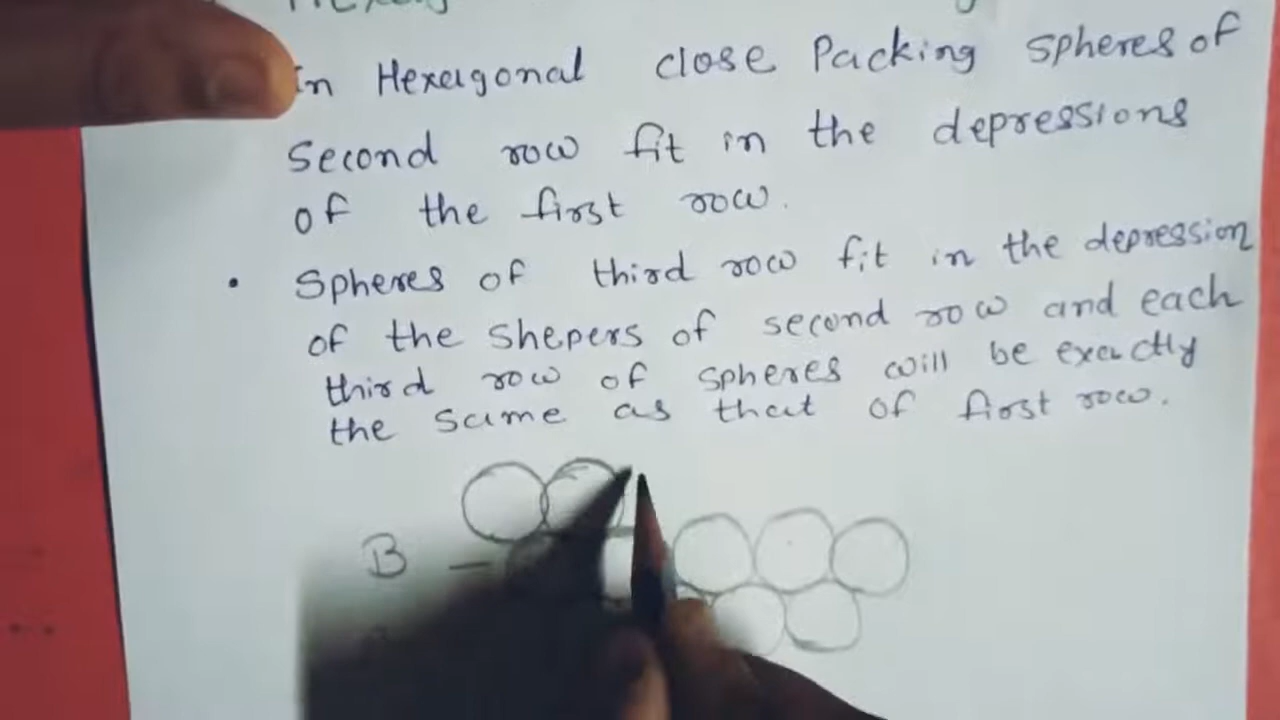 In Hexagonal close Packing spheres of
Second row fit in the depressions
of the first row.
• Spheres of third row fit in the depression
of the shepers of second row and each
third row of spheres will be exactly
the same as that of first row.
B —